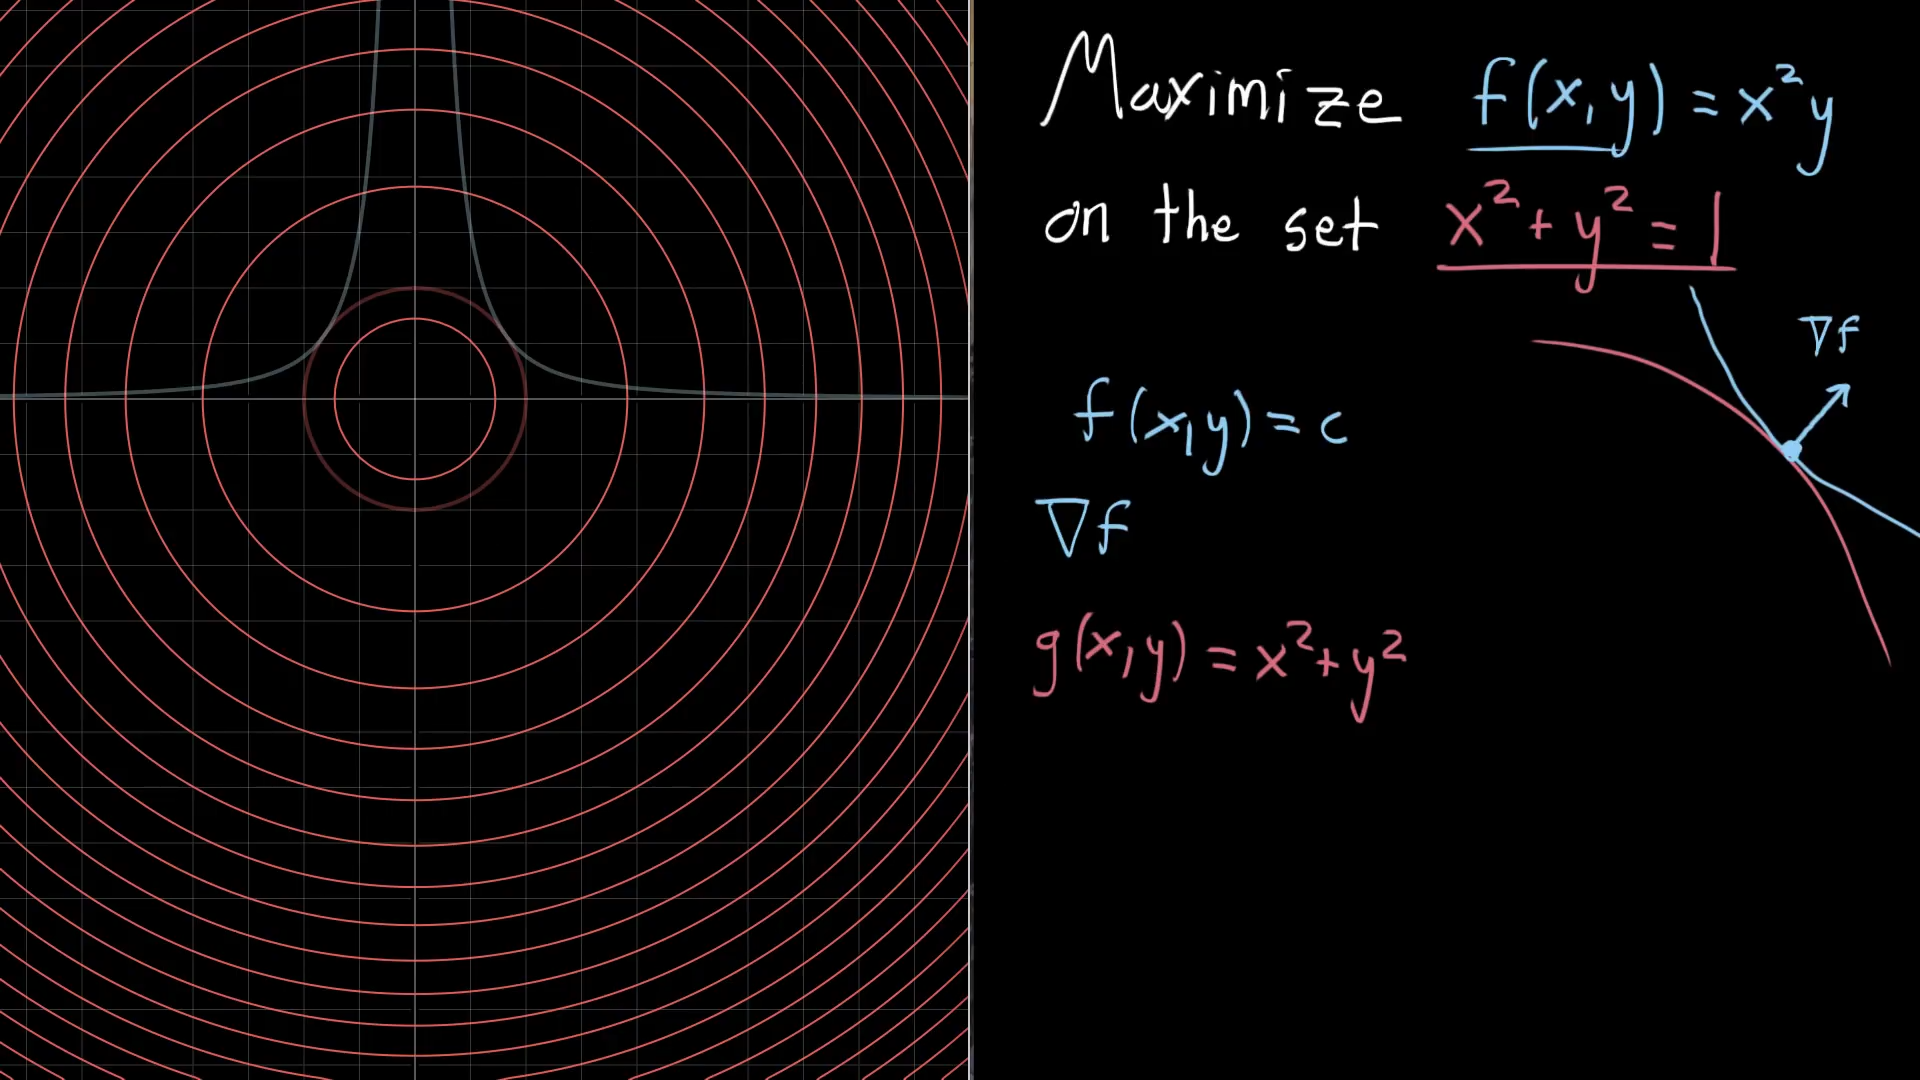 Maximize f(x,y) = x²y
on the set x² + y² = 1
∇f
f(x,y) = c
∇f
g(x,y) = x² + y²